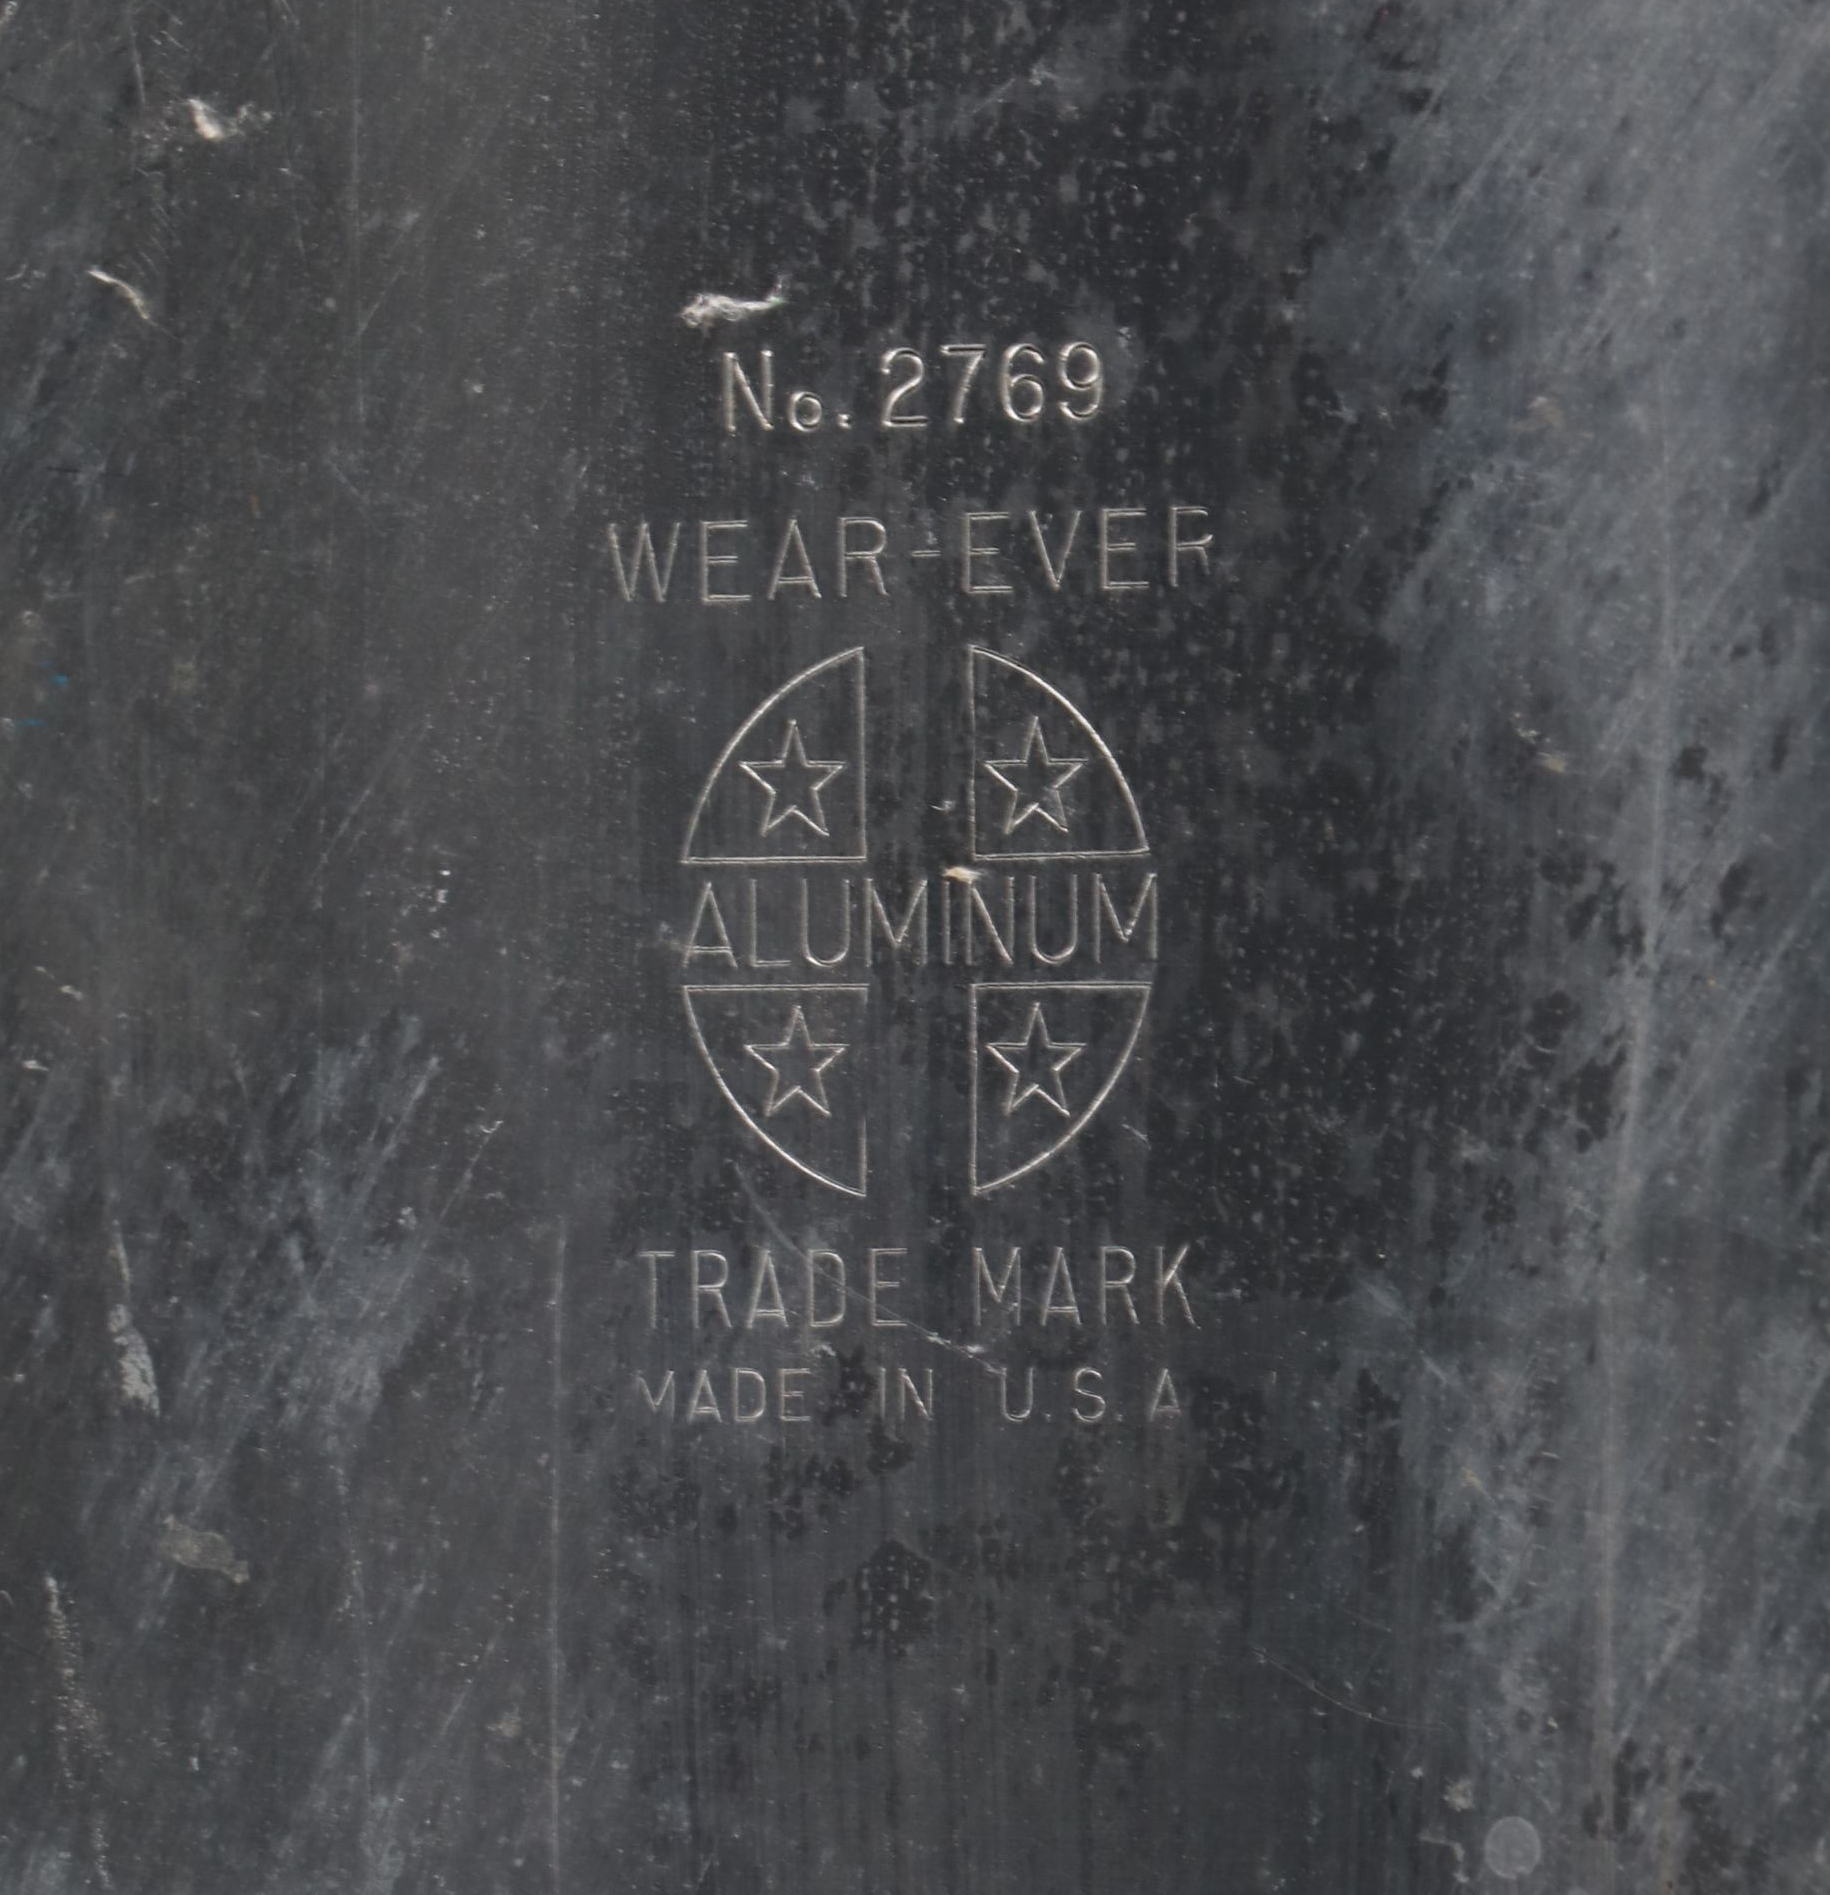 No. 2769
WEAR-EVER
ALUMINUM
TRADE MARK
MADE IN U.S.A